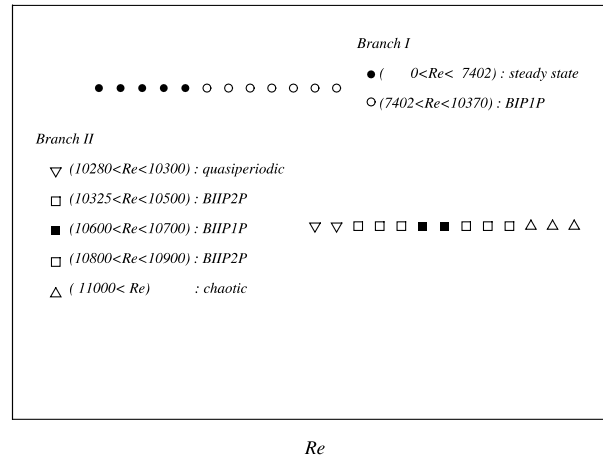 Branch I
( 0<Re< 7402) : steady state
(7402<Re<10370) : BIP1P
Branch II
(10280<Re<10300) : quasiperiodic
(10325<Re<10500) : BIIP2P
(10600<Re<10700) : BIIP1P
(10800<Re<10900) : BIIP2P
( 11000< Re) : chaotic
Re